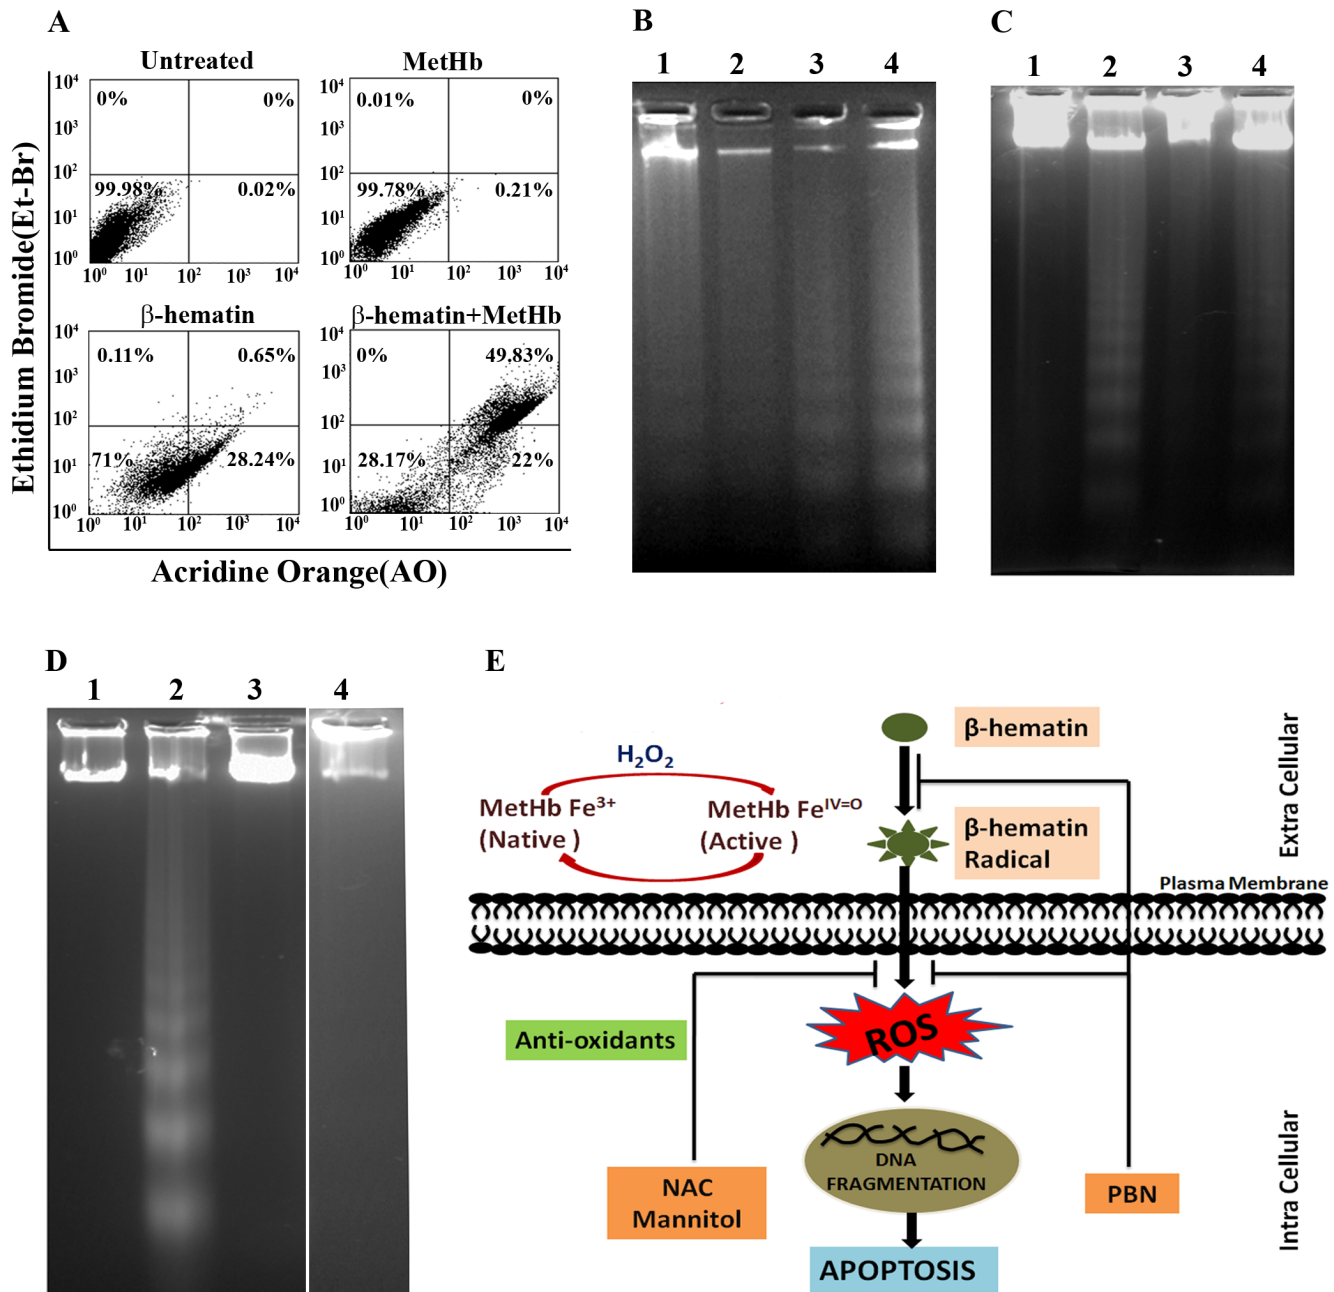 A
Untreated
MetHb
10⁴
0%
0%
10³
10²
99.98%
0.02%
10¹
10⁰
10⁰ 10¹ 10² 10³ 10⁴
10⁴
0.01%
0%
10³
10²
99.78%
0.21%
10¹
10⁰
10⁰ 10¹ 10² 10³ 10⁴
β-hematin
β-hematin+MetHb
10⁴
0.11%
0.65%
10³
10²
71%
28.24%
10¹
10⁰
10⁰ 10¹ 10² 10³ 10⁴
10⁴
0%
49.83%
10³
10²
28.17%
22%
10¹
10⁰
10⁰ 10¹ 10² 10³ 10⁴
Ethidium Bromide(Et-Br)
Acridine Orange(AO)
B
1 2 3 4
C
1 2 3 4
D
1 2 3 4
E
β-hematin
H₂O₂
MetHb Fe³⁺
(Native )
MetHb Feᴵⱽ⁼ᴼ
(Active )
β-hematin
Radical
Extra Cellular
Plasma Membrane
ROS
Anti-oxidants
DNA
FRAGMENTATION
NAC
Mannitol
PBN
Intra Cellular
APOPTOSIS